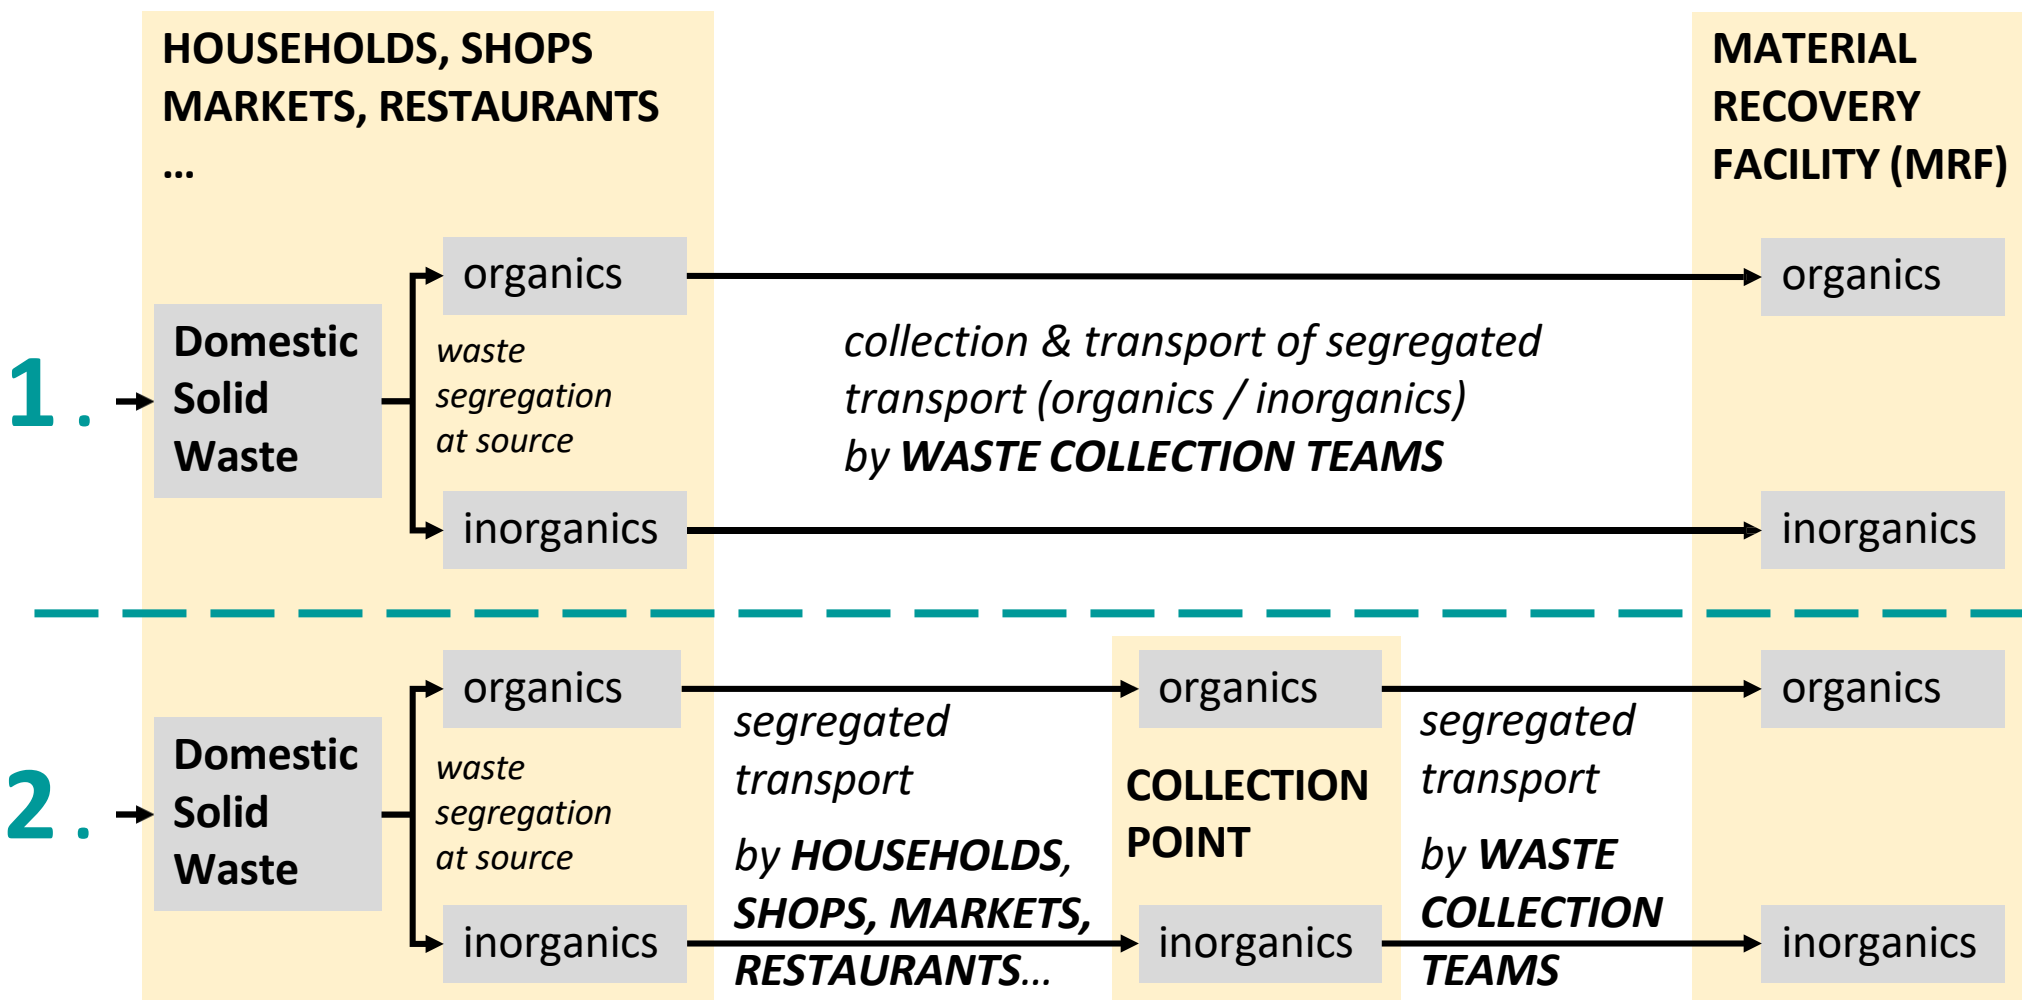 HOUSEHOLDS, SHOPS
MARKETS, RESTAURANTS
...
MATERIAL
RECOVERY
FACILITY (MRF)
1.
Domestic
Solid
Waste
organics
waste
segregation
at source
inorganics
collection & transport of segregated
transport (organics / inorganics)
by WASTE COLLECTION TEAMS
organics
inorganics
2.
Domestic
Solid
Waste
organics
waste
segregation
at source
inorganics
segregated
transport
by HOUSEHOLDS,
SHOPS, MARKETS,
RESTAURANTS...
organics
COLLECTION
POINT
inorganics
segregated
transport
by WASTE
COLLECTION
TEAMS
organics
inorganics